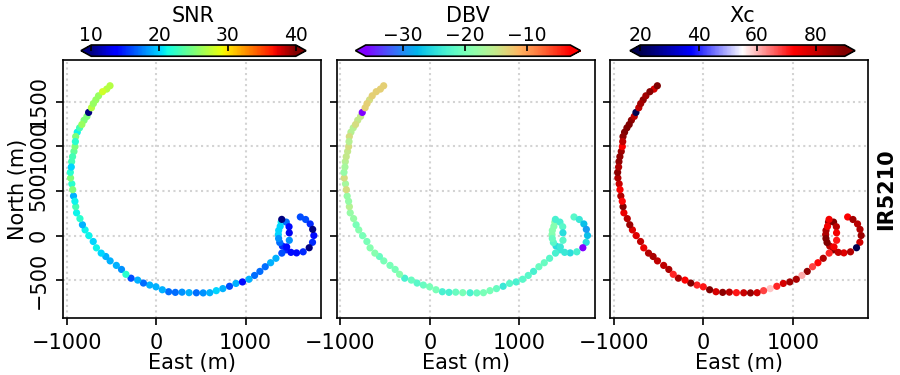 SNR DBV Xc
10 20 30 40 −30 −20 −10 20 40 60 80
1500
1000
500
0
−500
North (m)
IR5210
−1000 0 1000 −1000 0 1000 −1000 0 1000
East (m) East (m) East (m)